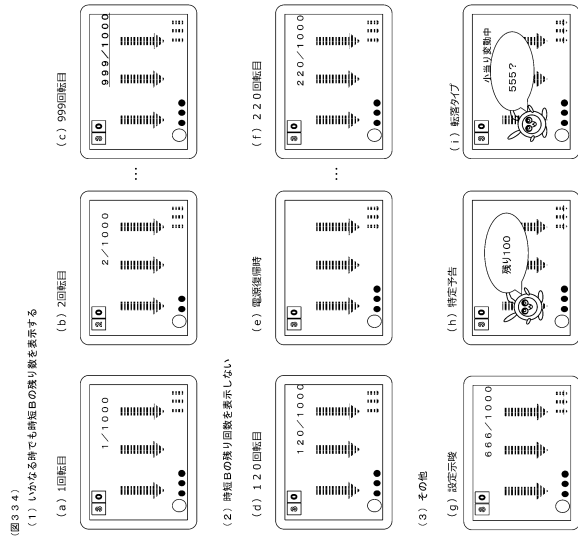 (図334)
(1)いかなる時でも時短Bの残り数を表示する
(a) 1回転目
(b) 2回転目
(c) 999回転目
1/1000
2/1000
…
999/1000
(2)時短Bの残り回数を表示しない
(d) 120回転目
(e) 電源復帰時
(f) 220回転目
120/1000
…
220/1000
(3)その他
(g) 設定示唆
(h) 特定予告
(i) 転落タイプ
666/1000
残り100
小当り変動中
555?